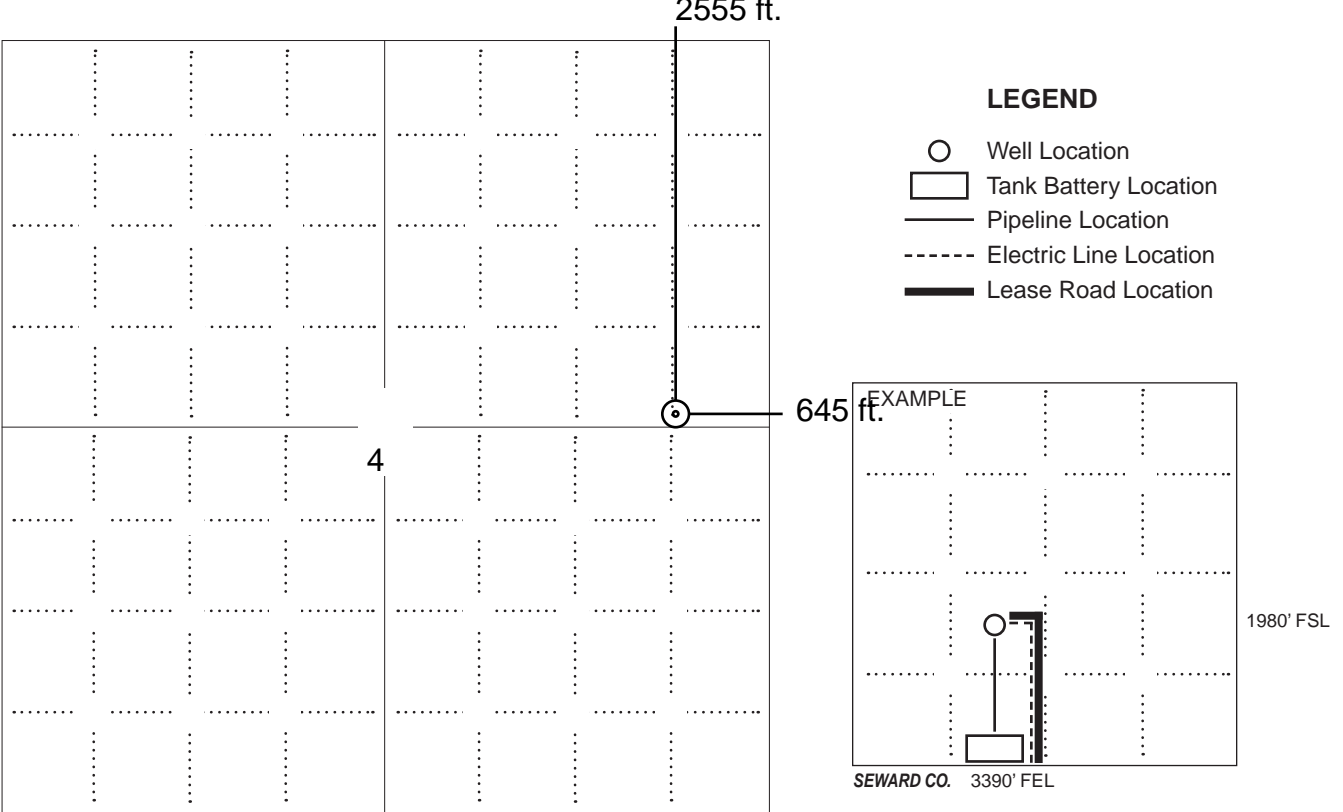 2555 ft.
LEGEND
Well Location
Tank Battery Location
Pipeline Location
Electric Line Location
Lease Road Location
645 ft.
EXAMPLE
4
1980' FSL
SEWARD CO. 3390' FEL